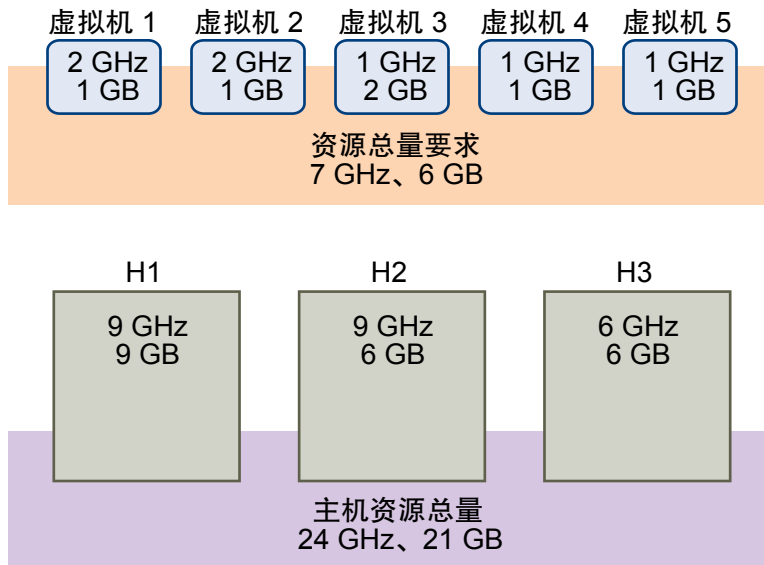 虚拟机 1 虚拟机 2 虚拟机 3 虚拟机 4 虚拟机 5
2 GHz 2 GHz 1 GHz 1 GHz 1 GHz
1 GB 1 GB 2 GB 1 GB 1 GB
资源总量要求
7 GHz、6 GB
H1 H2 H3
9 GHz 9 GHz 6 GHz
9 GB 6 GB 6 GB
主机资源总量
24 GHz、21 GB